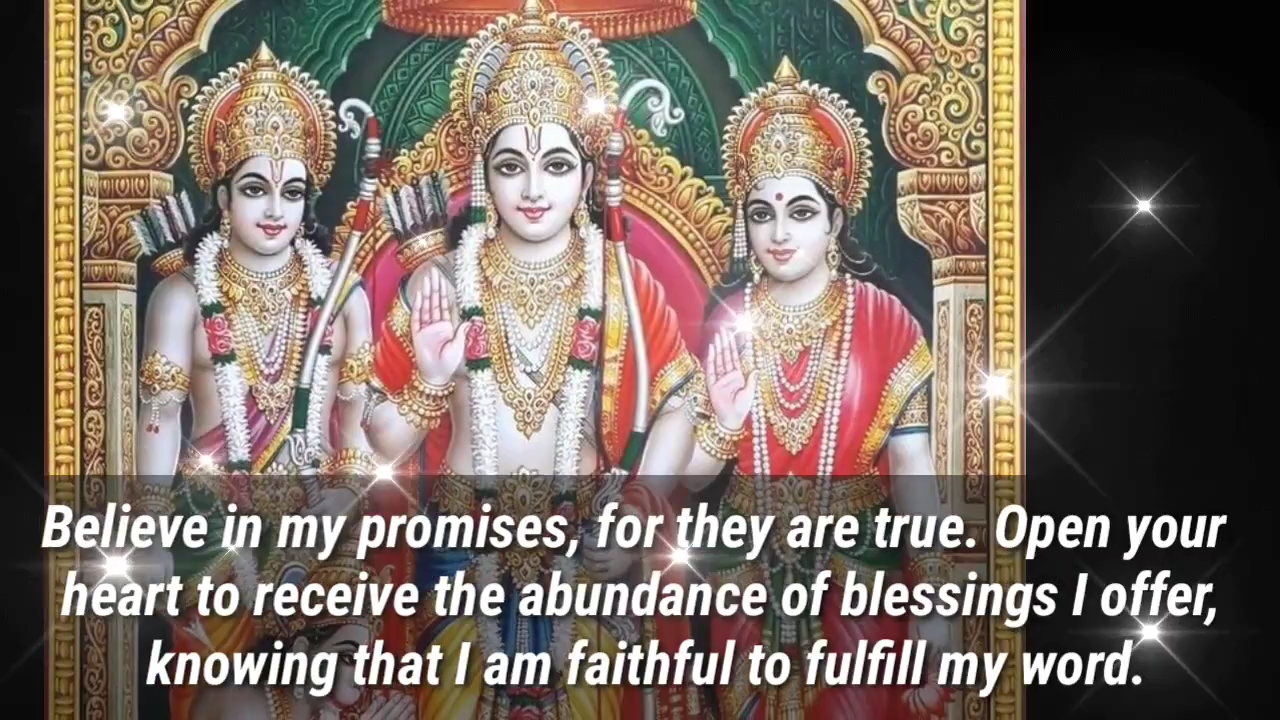 Believe in my promises, for they are true. Open your
heart to receive the abundance of blessings I offer,
knowing that I am faithful to fulfill my word.